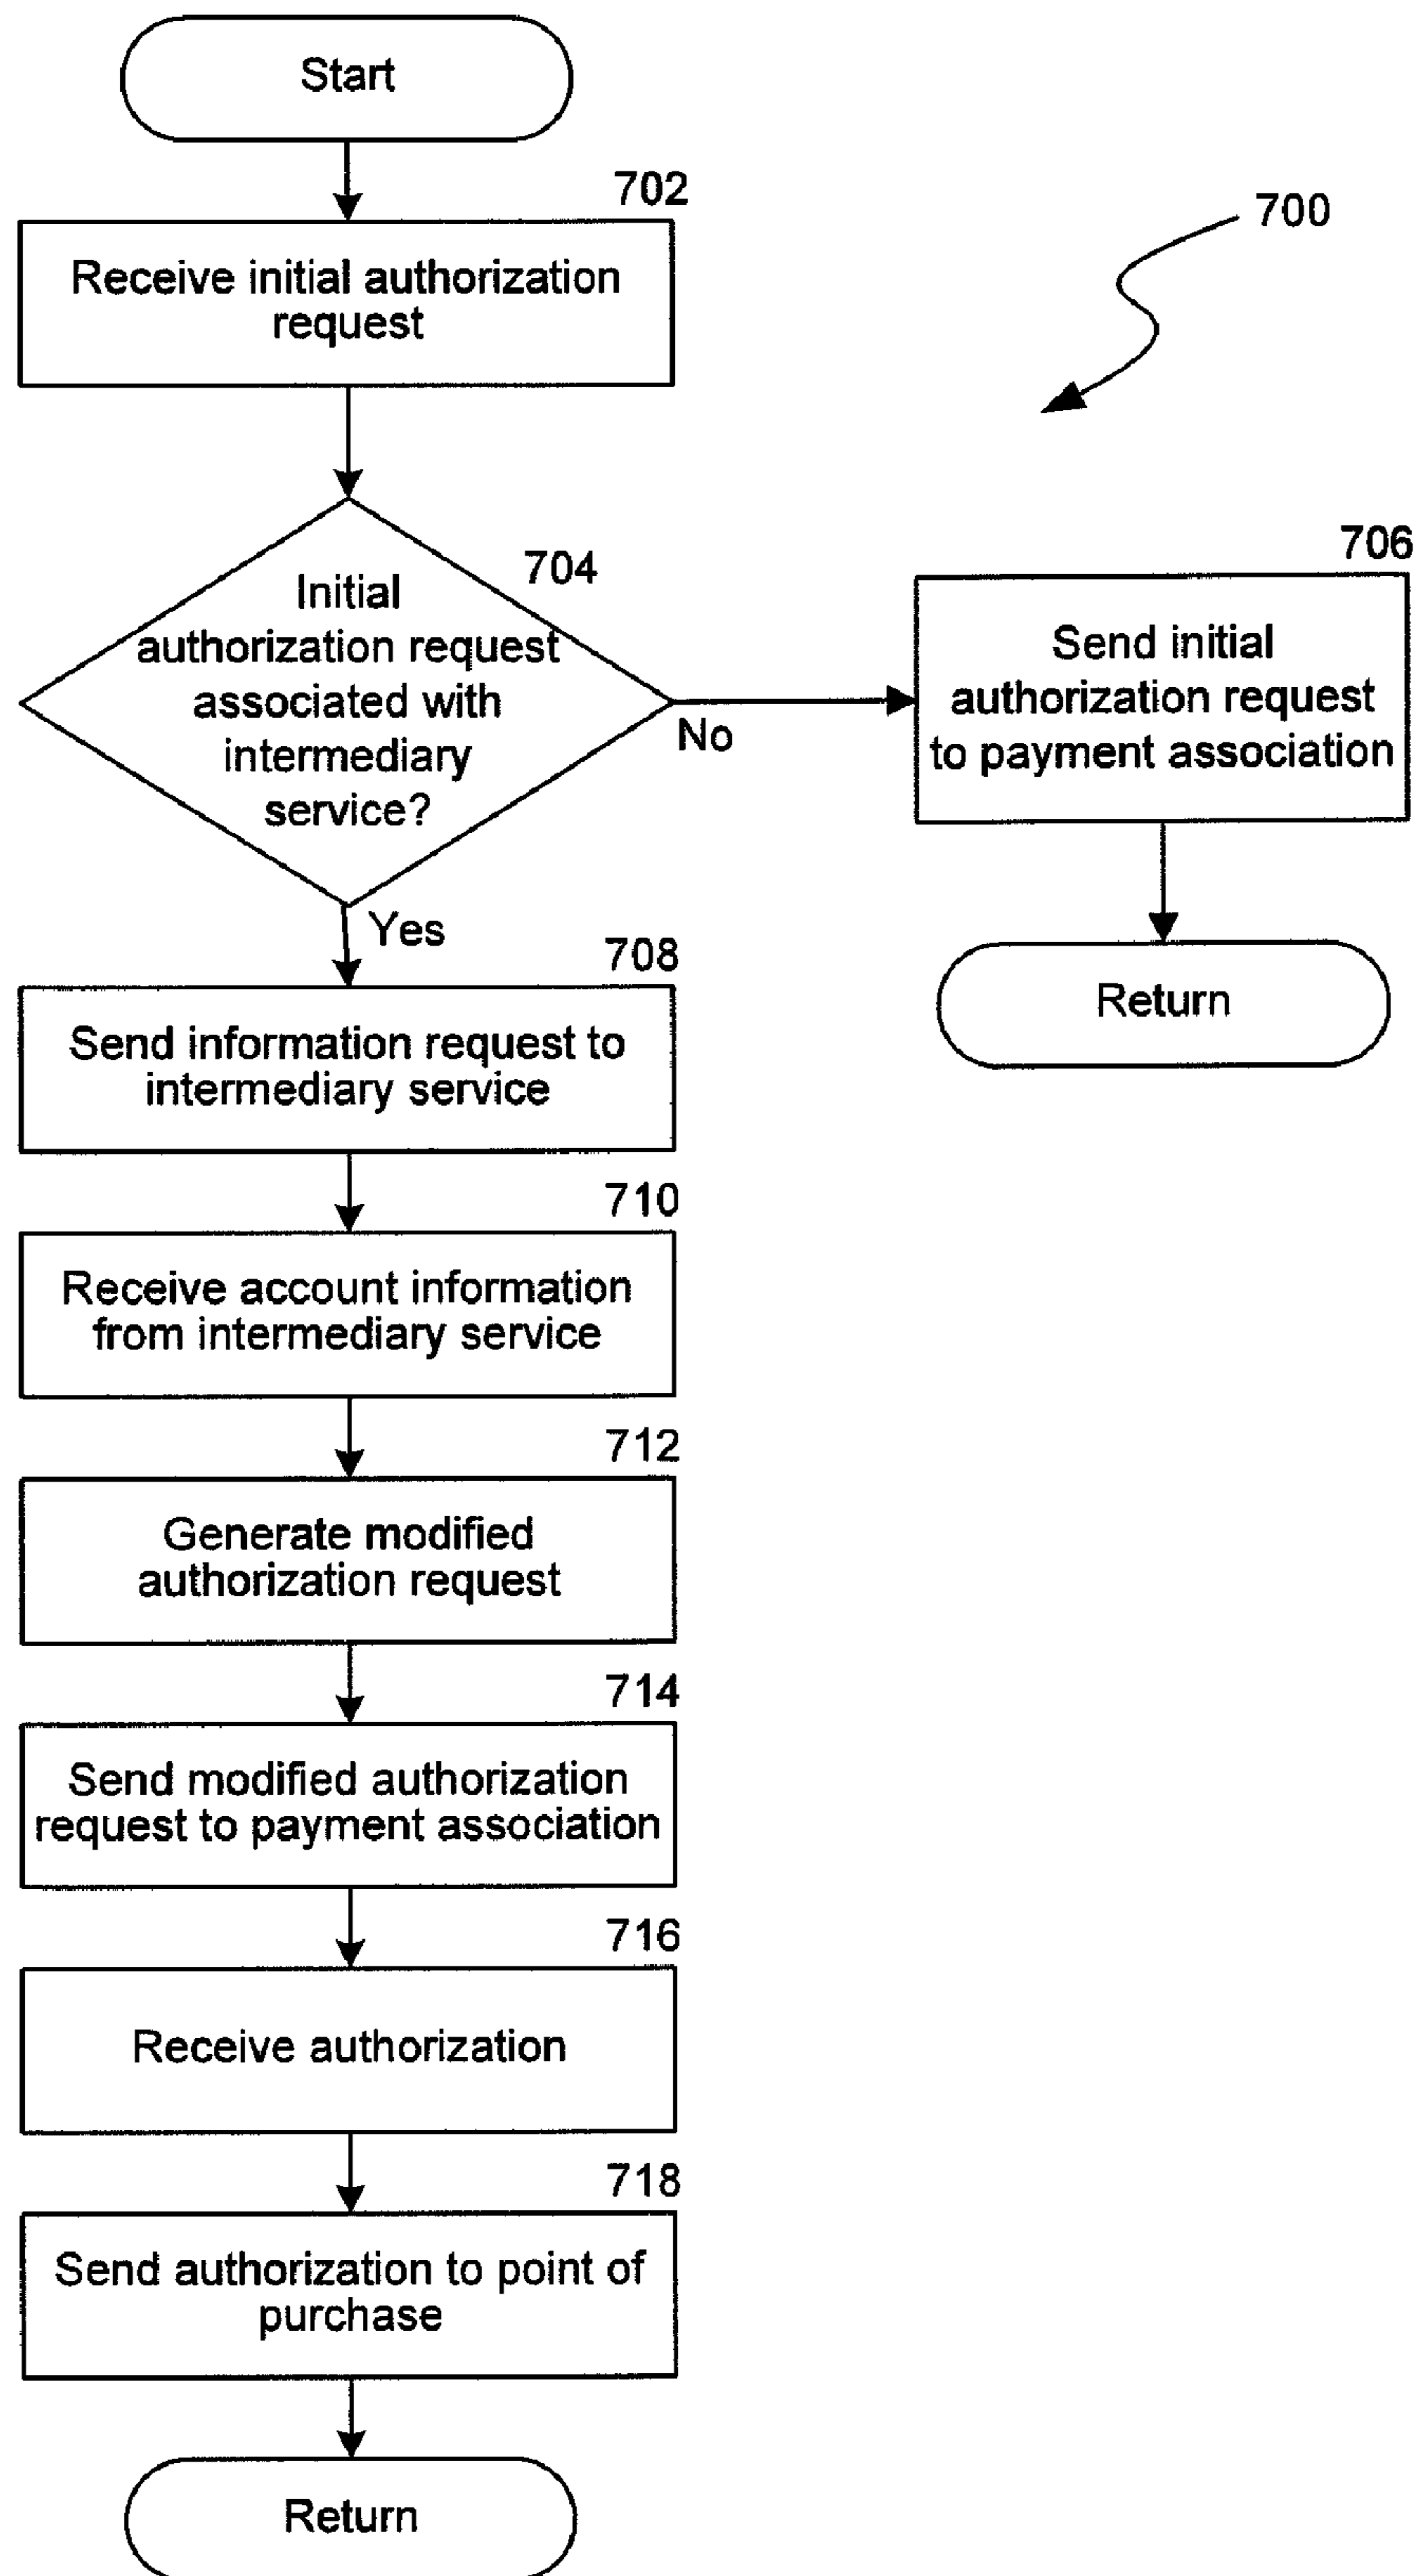 Start
702
Receive initial authorization
request
700
704
Initial
authorization request
associated with
intermediary
service?
No
706
Send initial
authorization request
to payment association
Return
Yes
708
Send information request to
intermediary service
710
Receive account information
from intermediary service
712
Generate modified
authorization request
714
Send modified authorization
request to payment association
716
Receive authorization
718
Send authorization to point of
purchase
Return